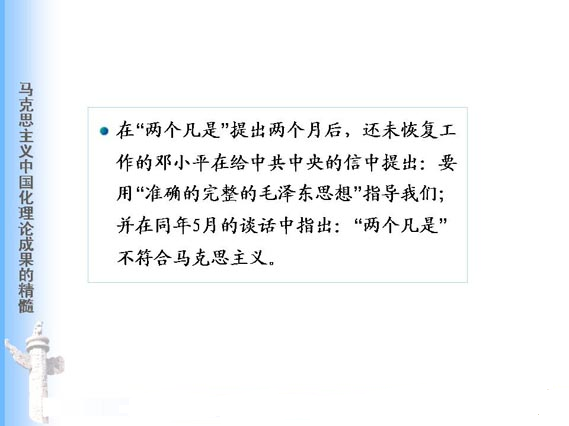 马克思主义中国化理论成果的精髓
在“两个凡是”提出两个月后，还未恢复工
作的邓小平在给中共中央的信中提出：要
用“准确的完整的毛泽东思想”指导我们；
并在同年5月的谈话中指出：“两个凡是”
不符合马克思主义。